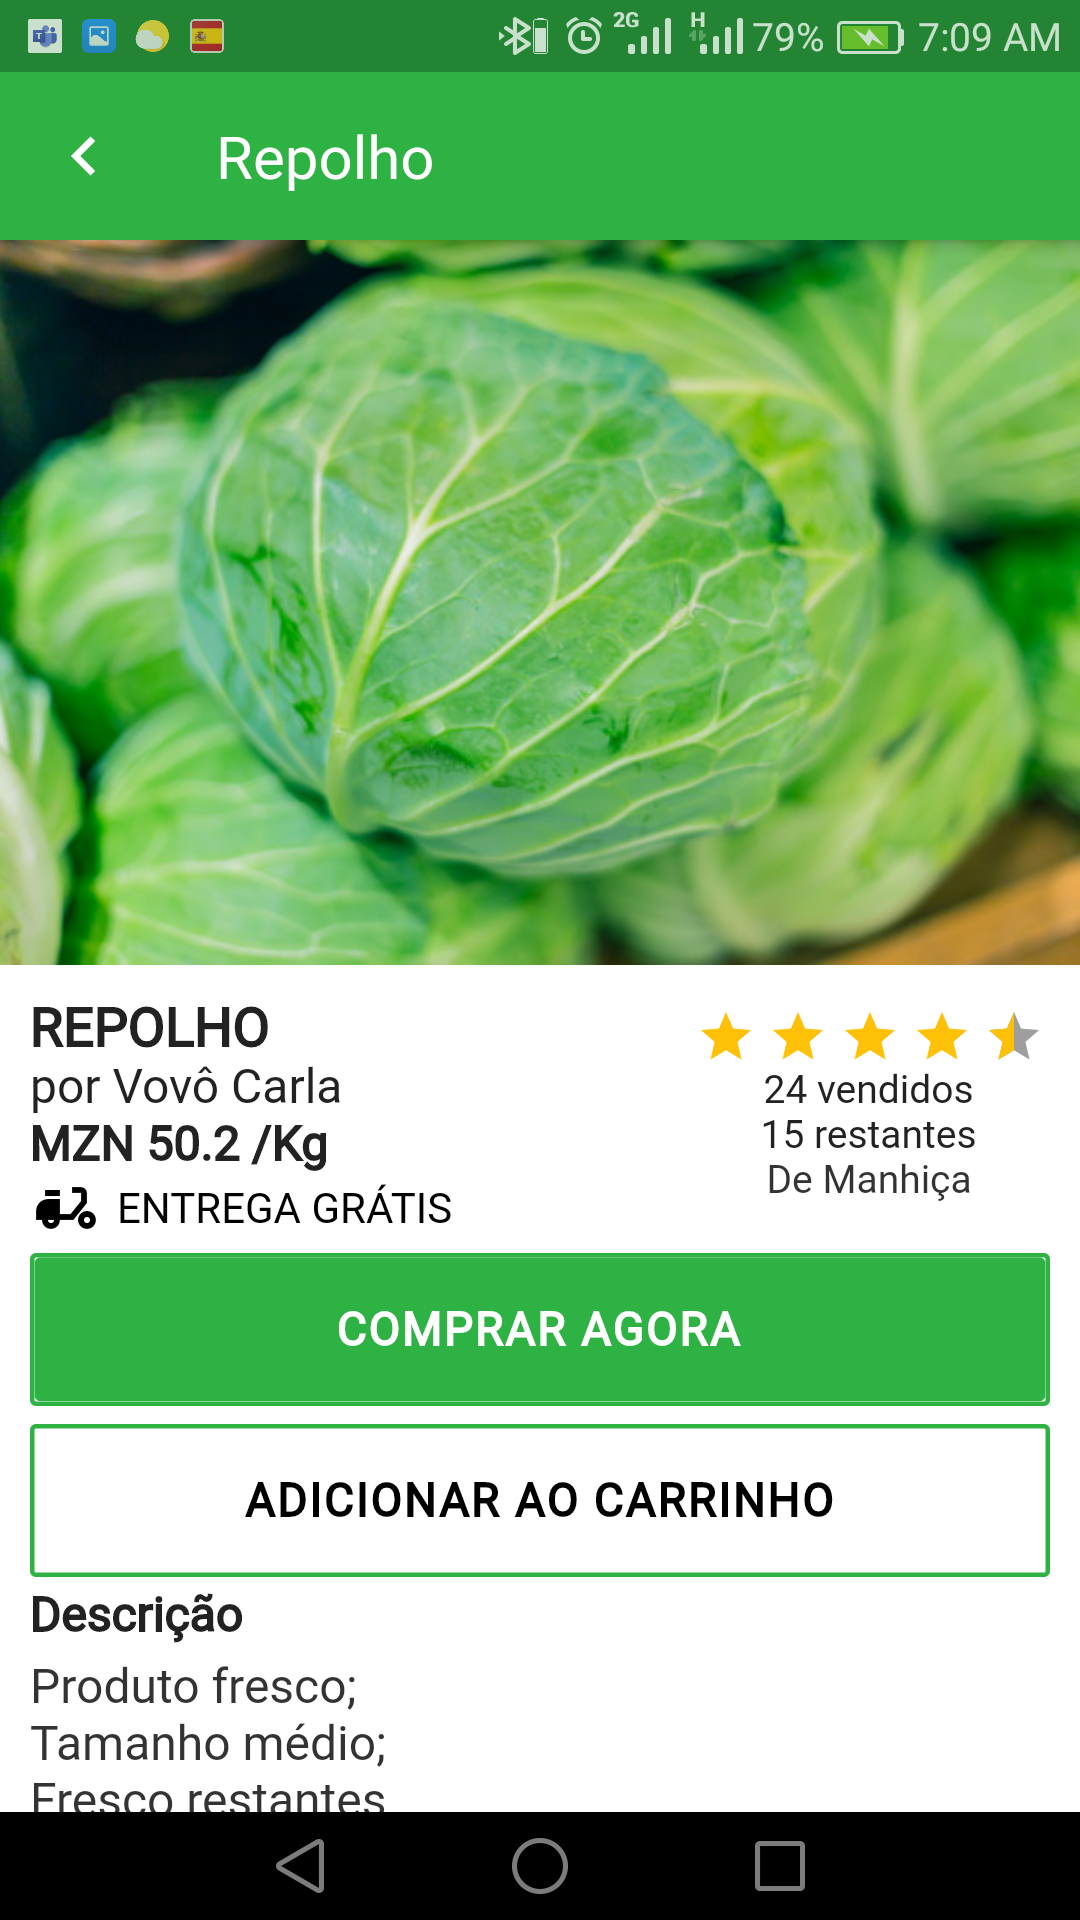 2G H 79% 7:09 AM
Repolho
REPOLHO
por Vovô Carla
MZN 50.2 /Kg
ENTREGA GRÁTIS
24 vendidos
15 restantes
De Manhiça
COMPRAR AGORA
ADICIONAR AO CARRINHO
Descrição
Produto fresco;
Tamanho médio;
Fresco restantes